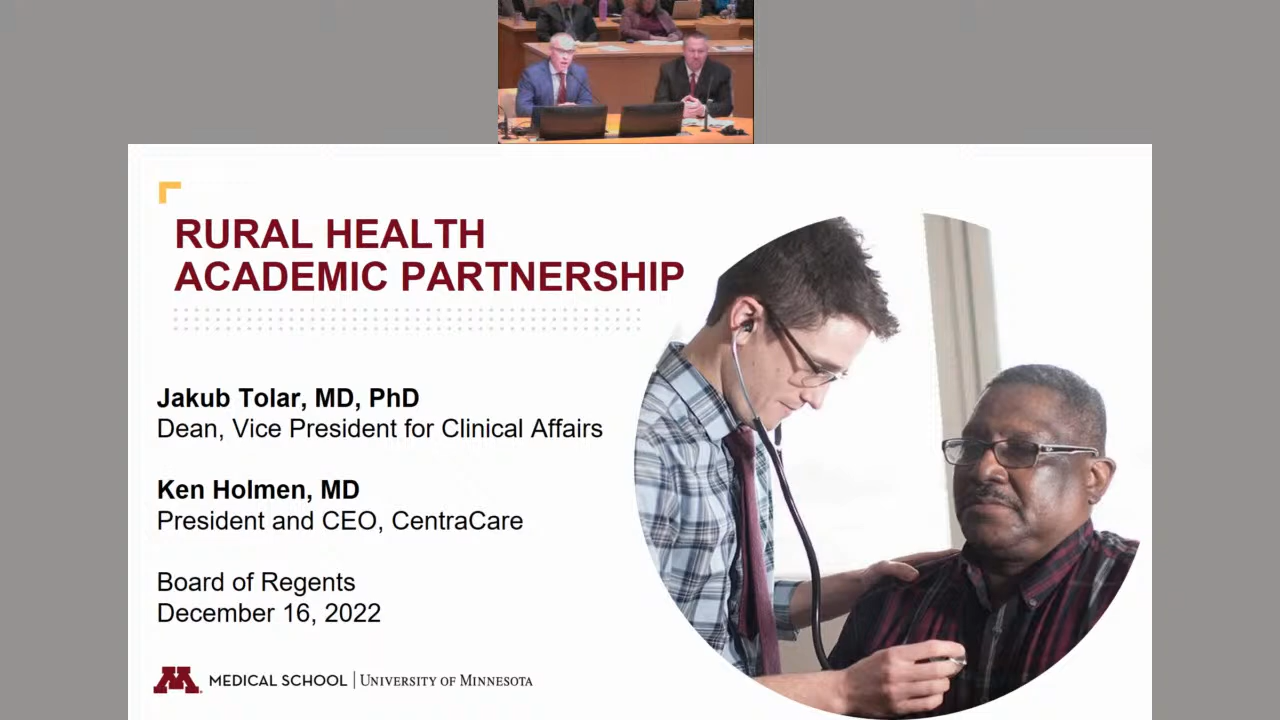 RURAL HEALTH
ACADEMIC PARTNERSHIP
Jakub Tolar, MD, PhD
Dean, Vice President for Clinical Affairs
Ken Holmen, MD
President and CEO, CentraCare
Board of Regents
December 16, 2022
M MEDICAL SCHOOL | UNIVERSITY OF MINNESOTA